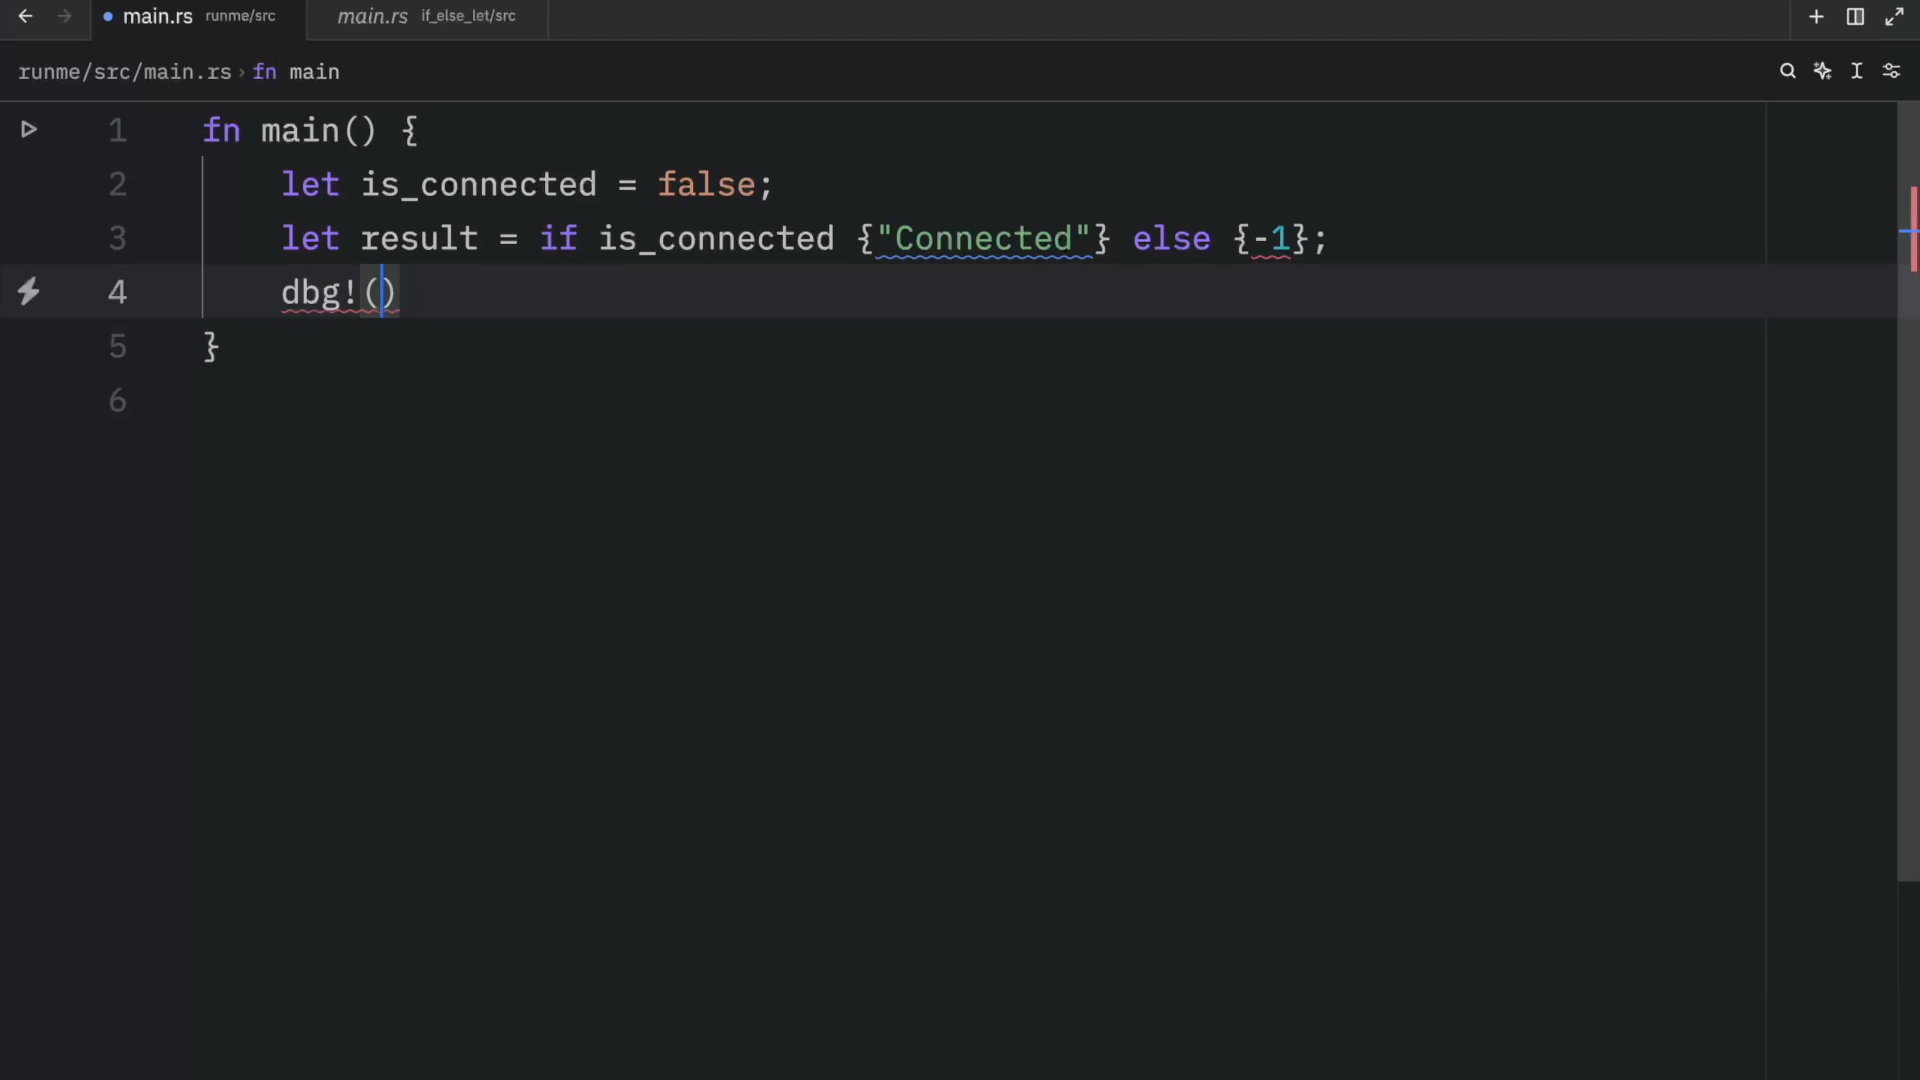 main.rs runme/src main.rs if_else_let/src
runme/src/main.rs › fn main
1 fn main() {
2 let is_connected = false;
3 let result = if is_connected {"Connected"} else {-1};
4 dbg!()
5 }
6